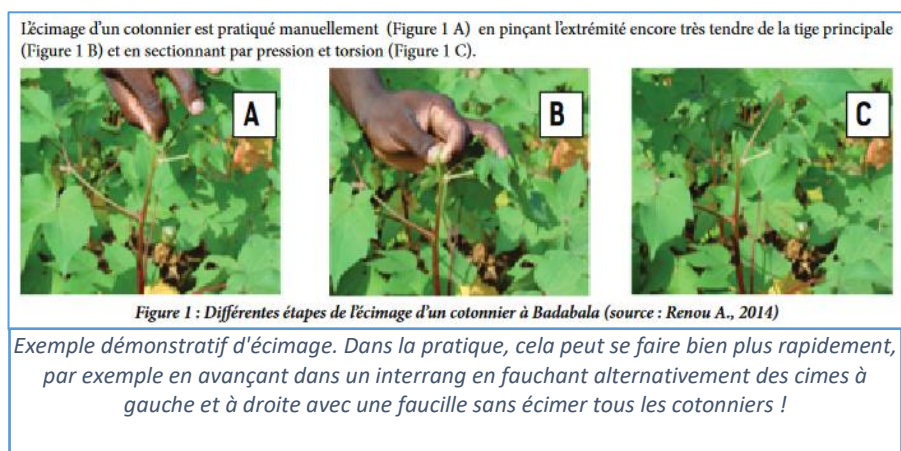 L'écimage d'un cotonnier est pratiqué manuellement (Figure 1 A) en pinçant l'extrémité encore très tendre de la tige principale
(Figure 1 B) et en sectionnant par pression et torsion (Figure 1 C).
A
B
C
Figure 1 : Différentes étapes de l'écimage d'un cotonnier à Badabala (source : Renou A., 2014)
Exemple démonstratif d'écimage. Dans la pratique, cela peut se faire bien plus rapidement,
par exemple en avançant dans un interrang en fauchant alternativement des cimes à
gauche et à droite avec une faucille sans écimer tous les cotonniers !